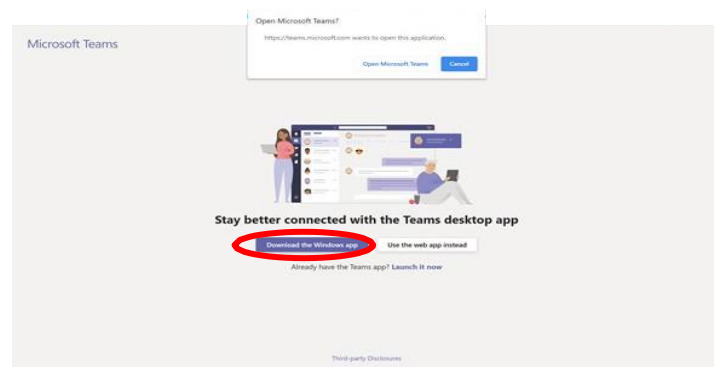 Open Microsoft Teams?
https://teams.microsoft.com wants to open this application.
Open Microsoft Teams Cancel
Microsoft Teams
Stay better connected with the Teams desktop app
Download the Windows app Use the web app instead
Already have the Teams app? Launch it now
Third-party Disclosures